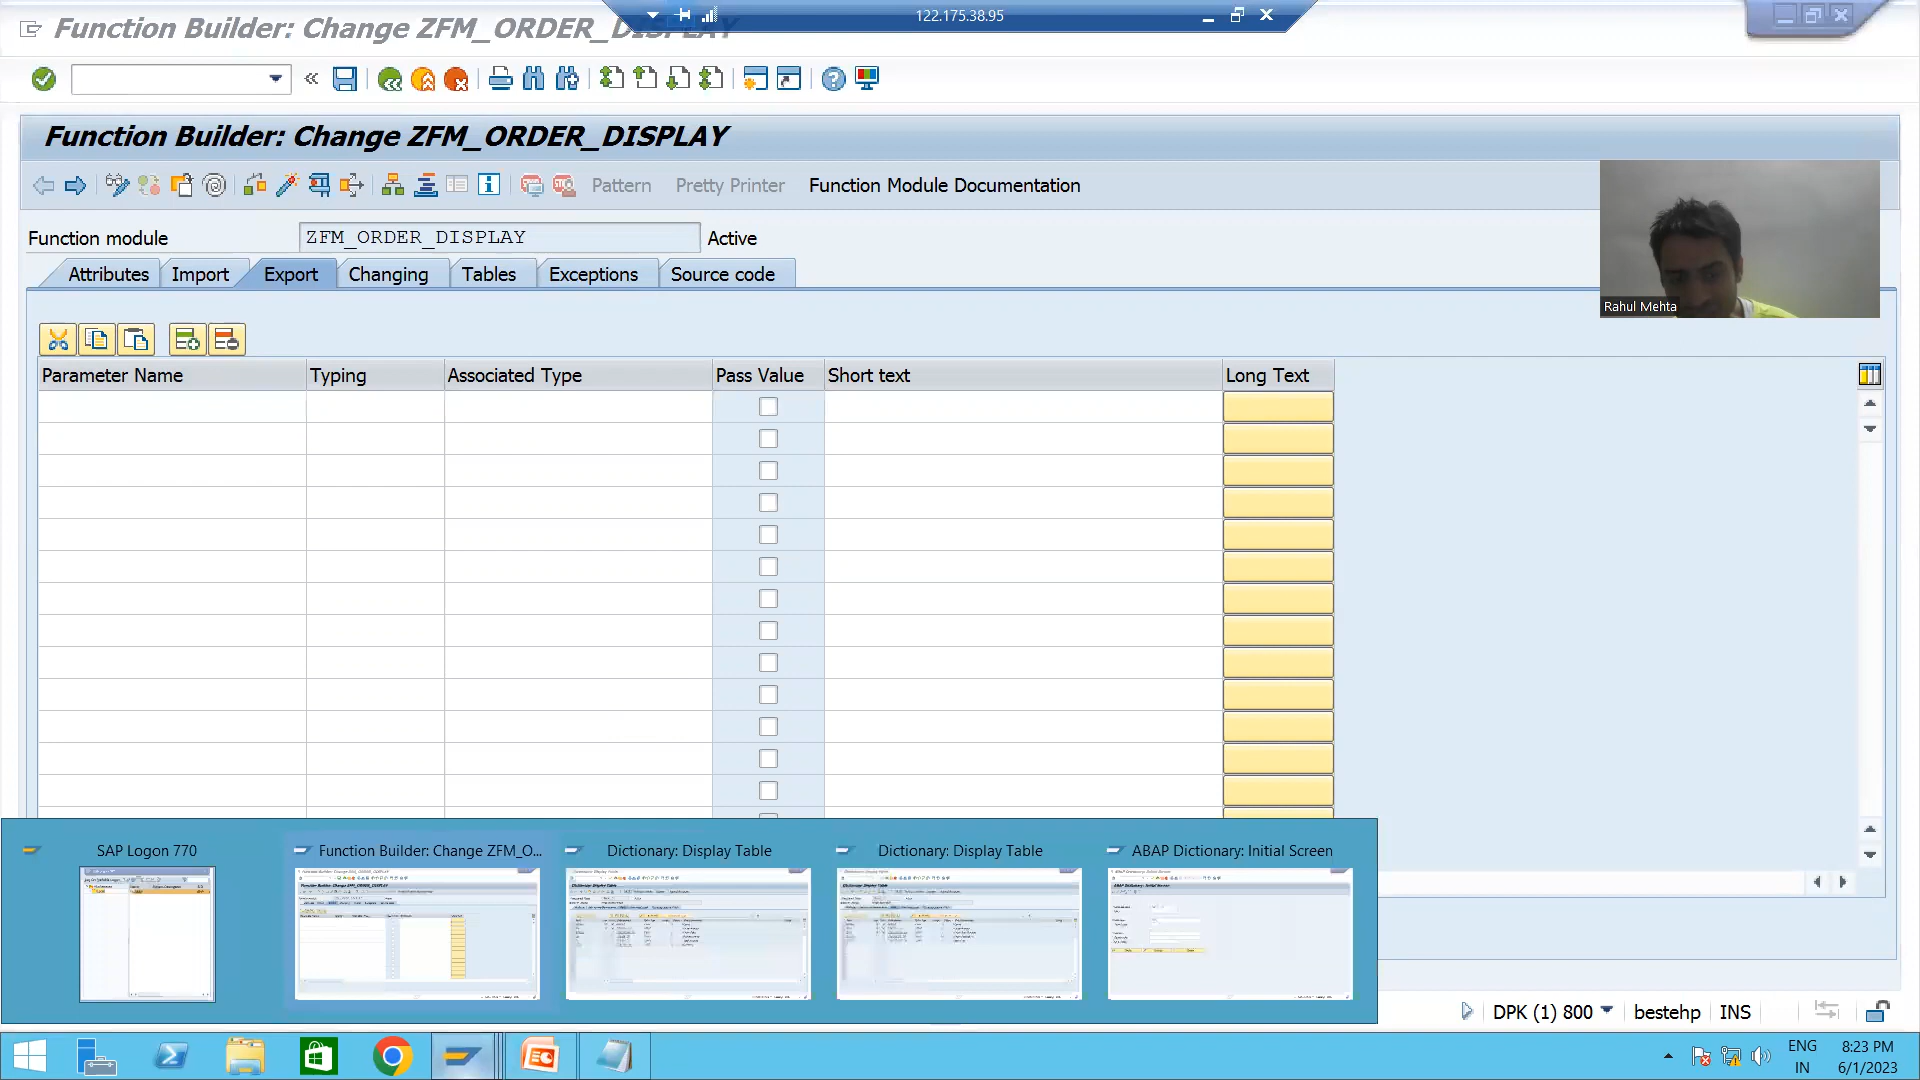 Function Builder: Change ZFM_ORDER_DISPLAY
122.175.38.95
Function Builder: Change ZFM_ORDER_DISPLAY
Pattern
Pretty Printer
Function Module Documentation
Function module
ZFM_ORDER_DISPLAY
Active
Attributes
Import
Export
Changing
Tables
Exceptions
Source code
Rahul Mehta
Parameter Name
Typing
Associated Type
Pass Value
Short text
Long Text
SAP Logon 770
Function Builder: Change ZFM_O...
Dictionary: Display Table
Dictionary: Display Table
ABAP Dictionary: Initial Screen
DPK (1) 800
bestehp
INS
ENG
IN
8:23 PM
6/1/2023